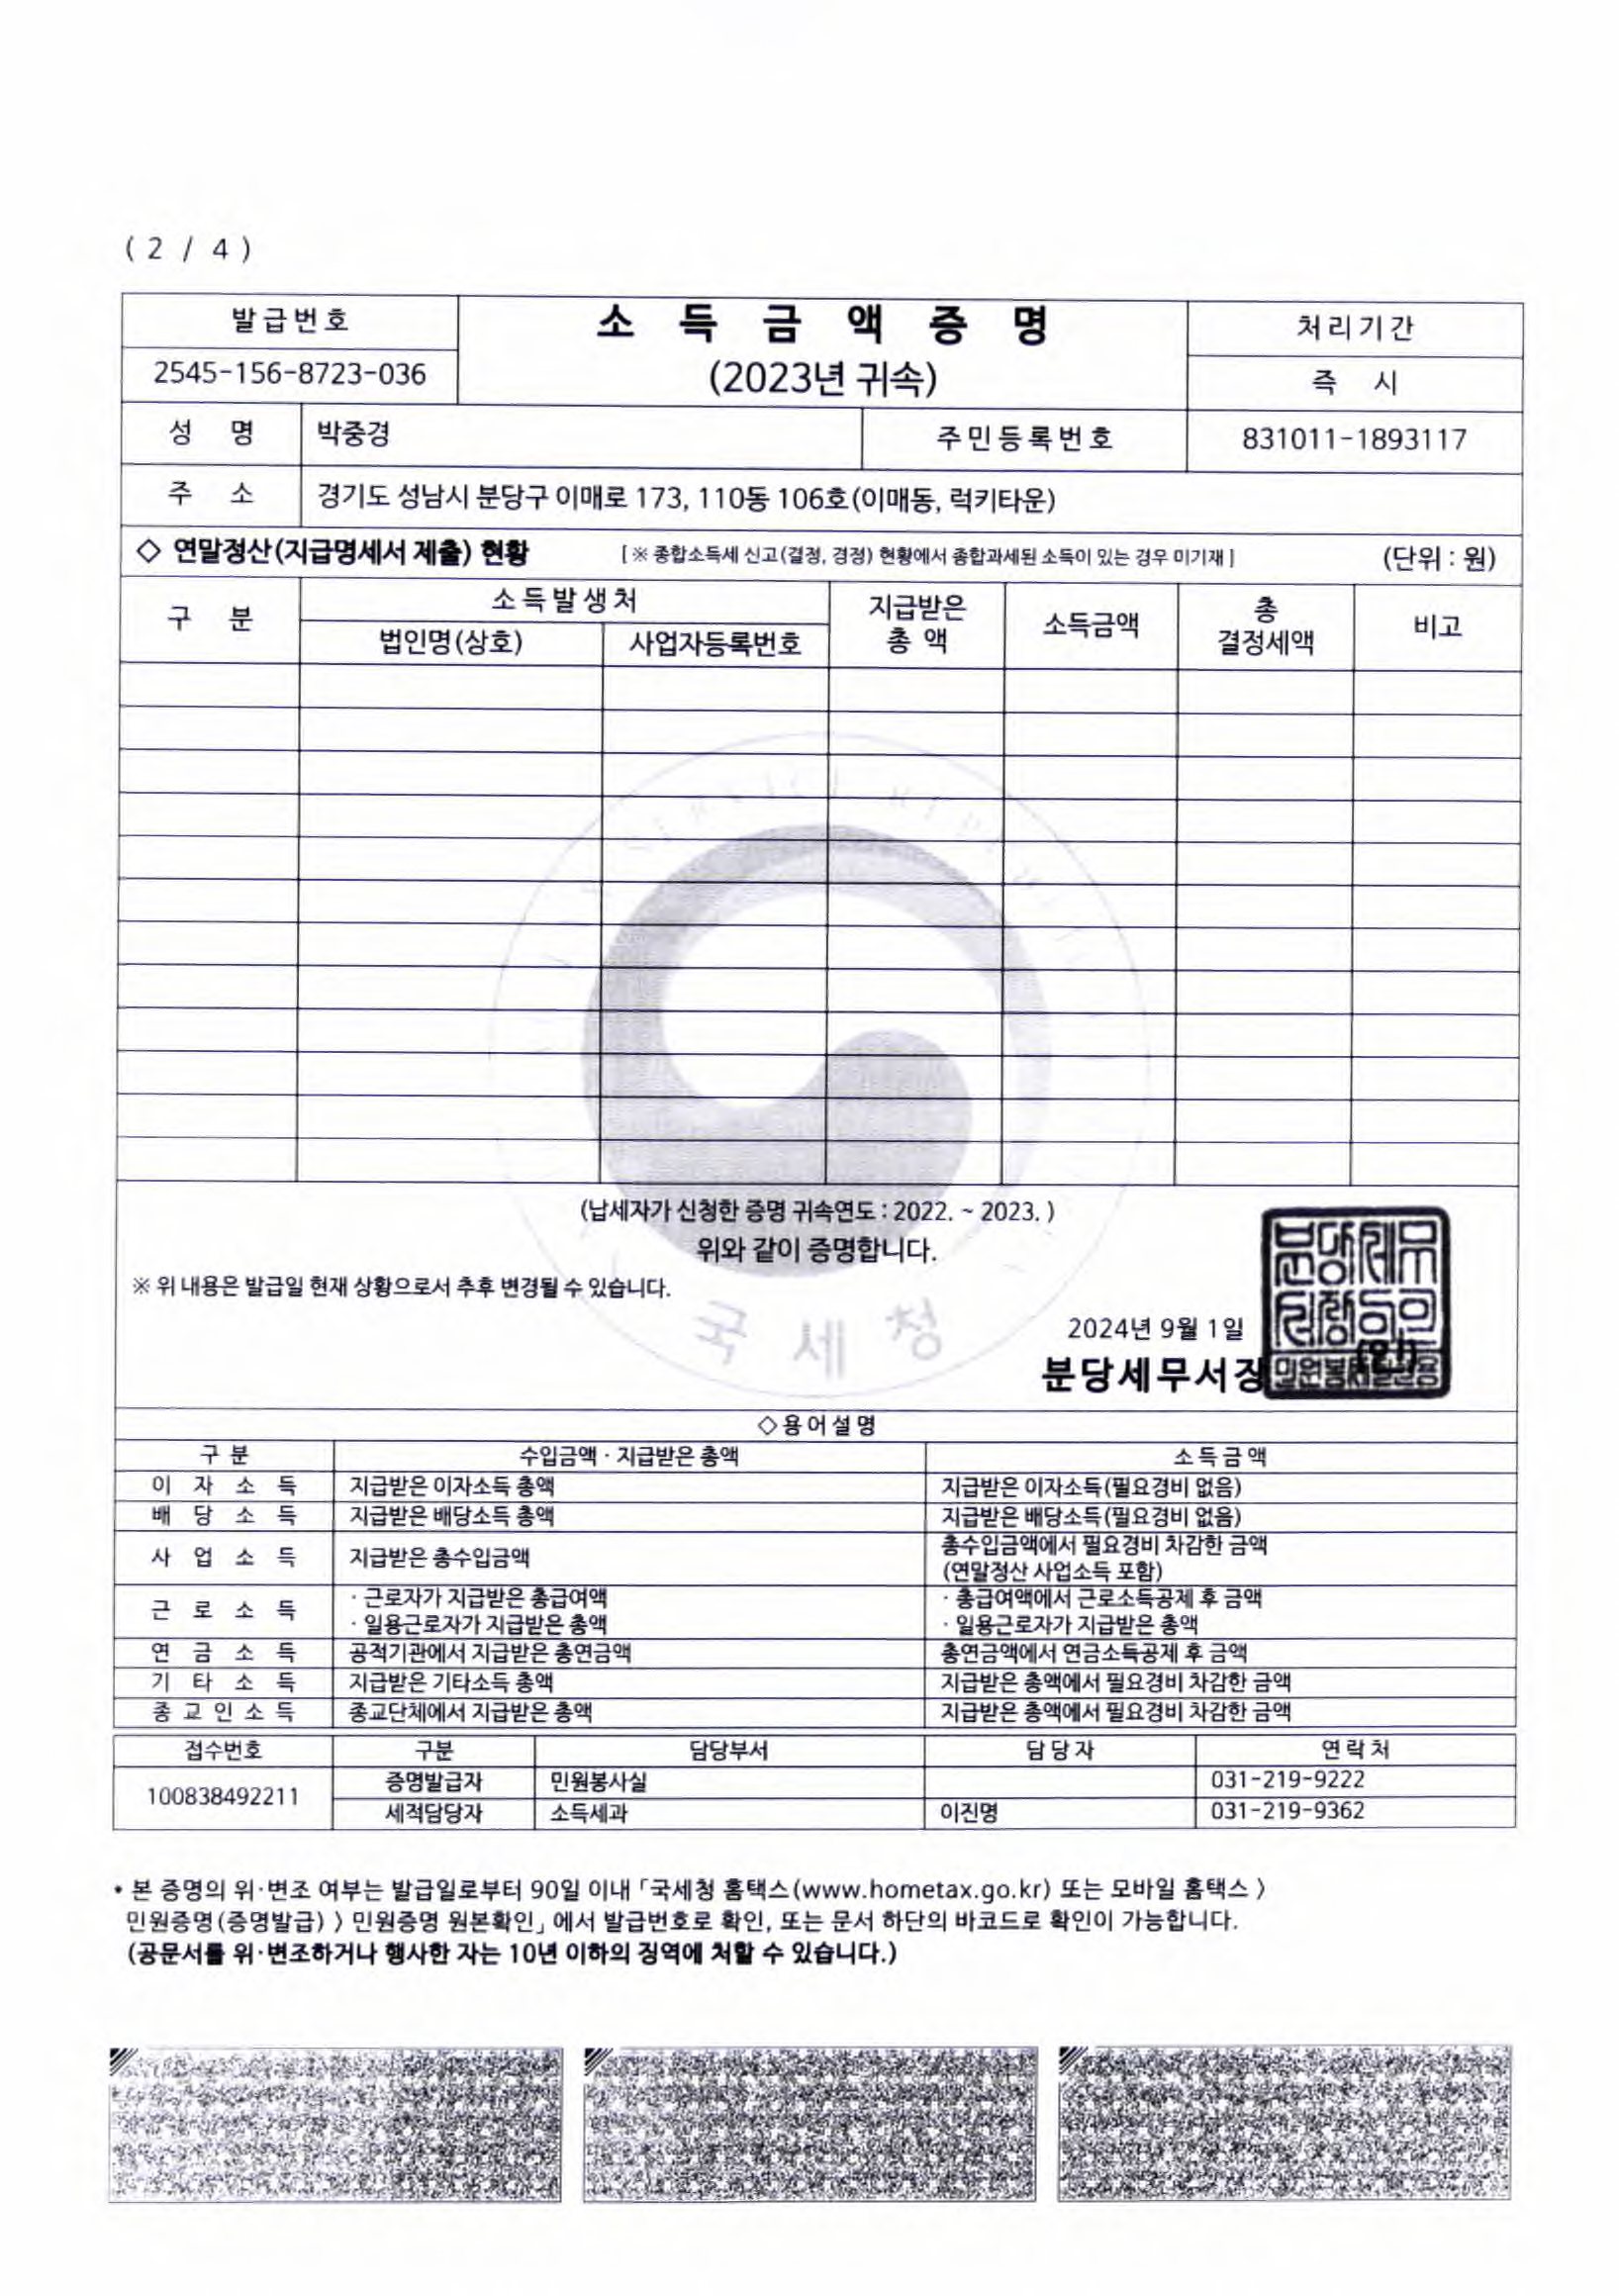 ( 2 / 4 )
발급번호
소 득 금 액 증 명
처리기간
2545-156-8723-036
(2023년 귀속)
즉 시
성 명 박중경 주민등록번호 831011-1893117
주 소 경기도 성남시 분당구 이매로 173, 110동 106호(이매동, 럭키타운)
◇ 연말정산(지급명세서 제출) 현황 [ ※ 종합소득세 신고(결정, 경정) 현황에서 종합과세된 소득이 있는 경우 미기재 ] (단위 : 원)
구 분 소득발생처 지급받은 총 액 소득금액 총 결정세액 비고
법인명(상호) 사업자등록번호
(납세자가 신청한 증명 귀속연도 : 2022. ~ 2023. )
위와 같이 증명합니다.
※ 위 내용은 발급일 현재 상황으로서 추후 변경될 수 있습니다.
국 세 청
2024년 9월 1일
분당세무서장 (인)
◇용어설명
구 분 수입금액 · 지급받은 총액 소득금액
이 자 소 득 지급받은 이자소득 총액 지급받은 이자소득(필요경비 없음)
배 당 소 득 지급받은 배당소득 총액 지급받은 배당소득(필요경비 없음)
사 업 소 득 지급받은 총수입금액 총수입금액에서 필요경비 차감한 금액
(연말정산 사업소득 포함)
근 로 소 득 · 근로자가 지급받은 총급여액 · 총급여액에서 근로소득공제 후 금액
· 일용근로자가 지급받은 총액 · 일용근로자가 지급받은 총액
연 금 소 득 공적기관에서 지급받은 총연금액 총연금액에서 연금소득공제 후 금액
기 타 소 득 지급받은 기타소득 총액 지급받은 총액에서 필요경비 차감한 금액
종교인소득 종교단체에서 지급받은 총액 지급받은 총액에서 필요경비 차감한 금액
접수번호 구분 담당부서 담당자 연락처
100838492211 증명발급자 민원봉사실 031-219-9222
세적담당자 소득세과 이진명 031-219-9362
• 본 증명의 위·변조 여부는 발급일로부터 90일 이내 「국세청 홈택스(www.hometax.go.kr) 또는 모바일 홈택스 〉
민원증명(증명발급) 〉 민원증명 원본확인」에서 발급번호로 확인, 또는 문서 하단의 바코드로 확인이 가능합니다.
(공문서를 위·변조하거나 행사한 자는 10년 이하의 징역에 처할 수 있습니다.)